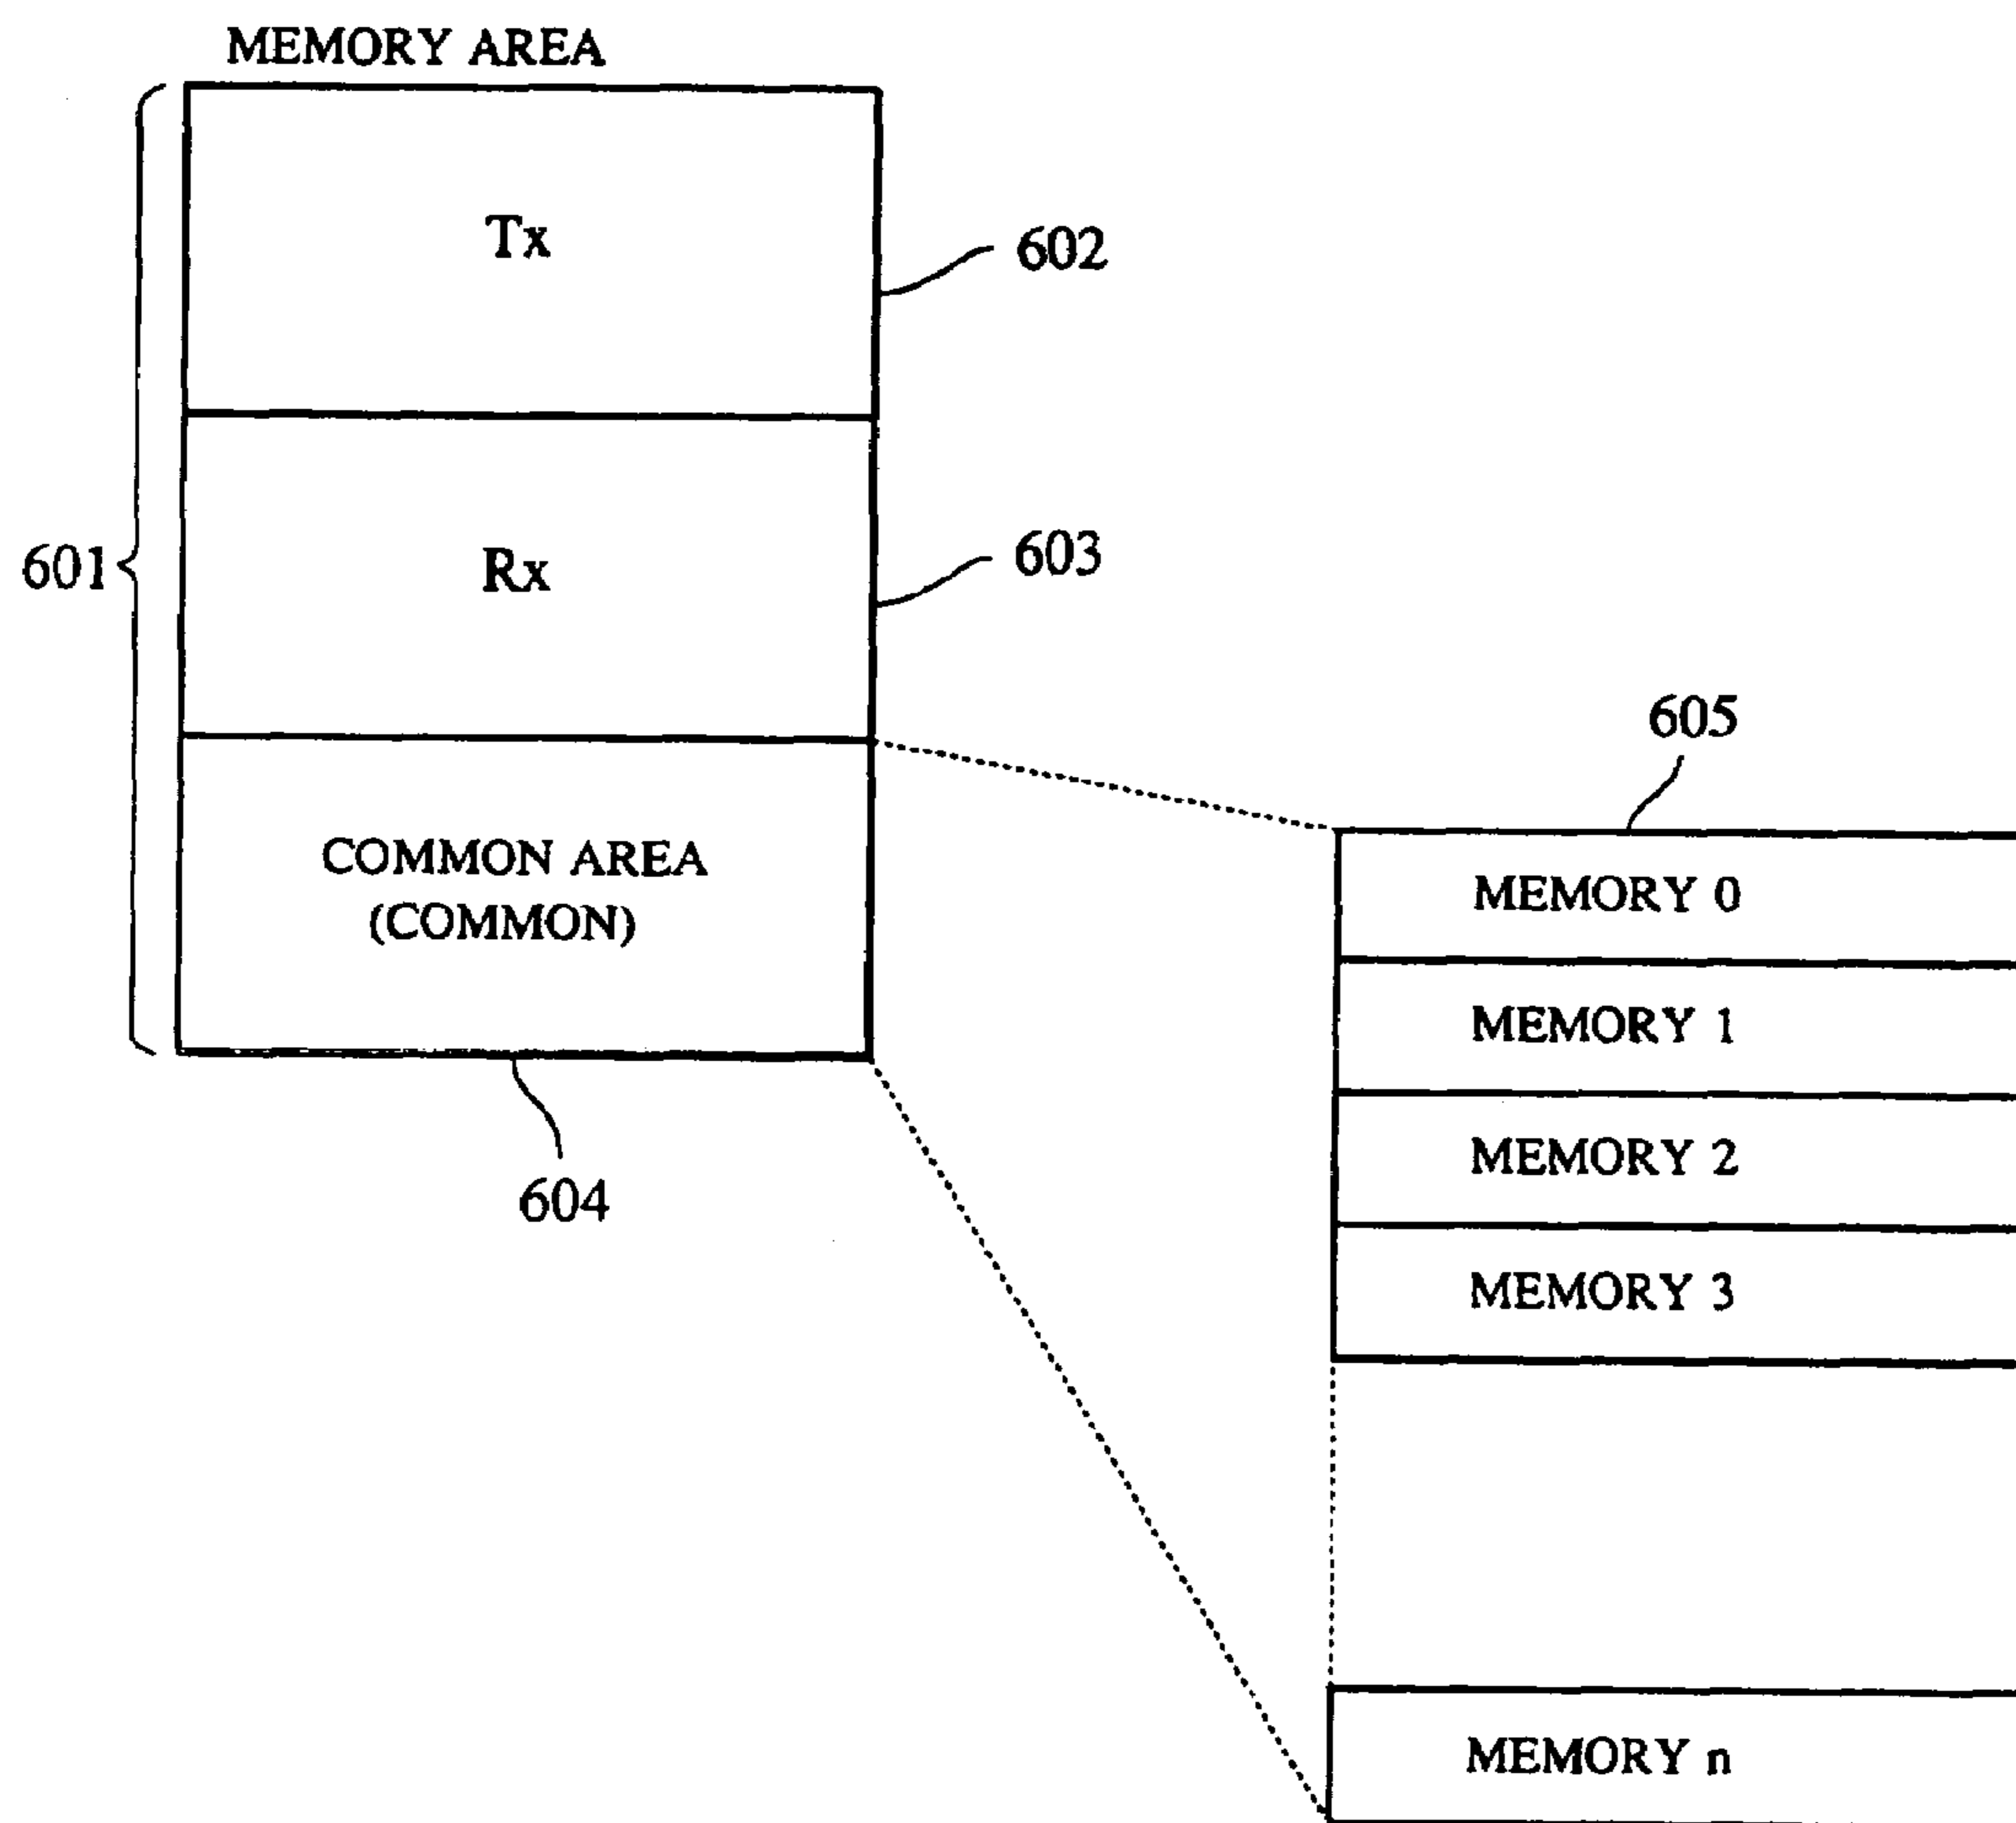 MEMORY AREA
Tx
602
601
Rx
603
COMMON AREA
(COMMON)
604
605
MEMORY 0
MEMORY 1
MEMORY 2
MEMORY 3
MEMORY n